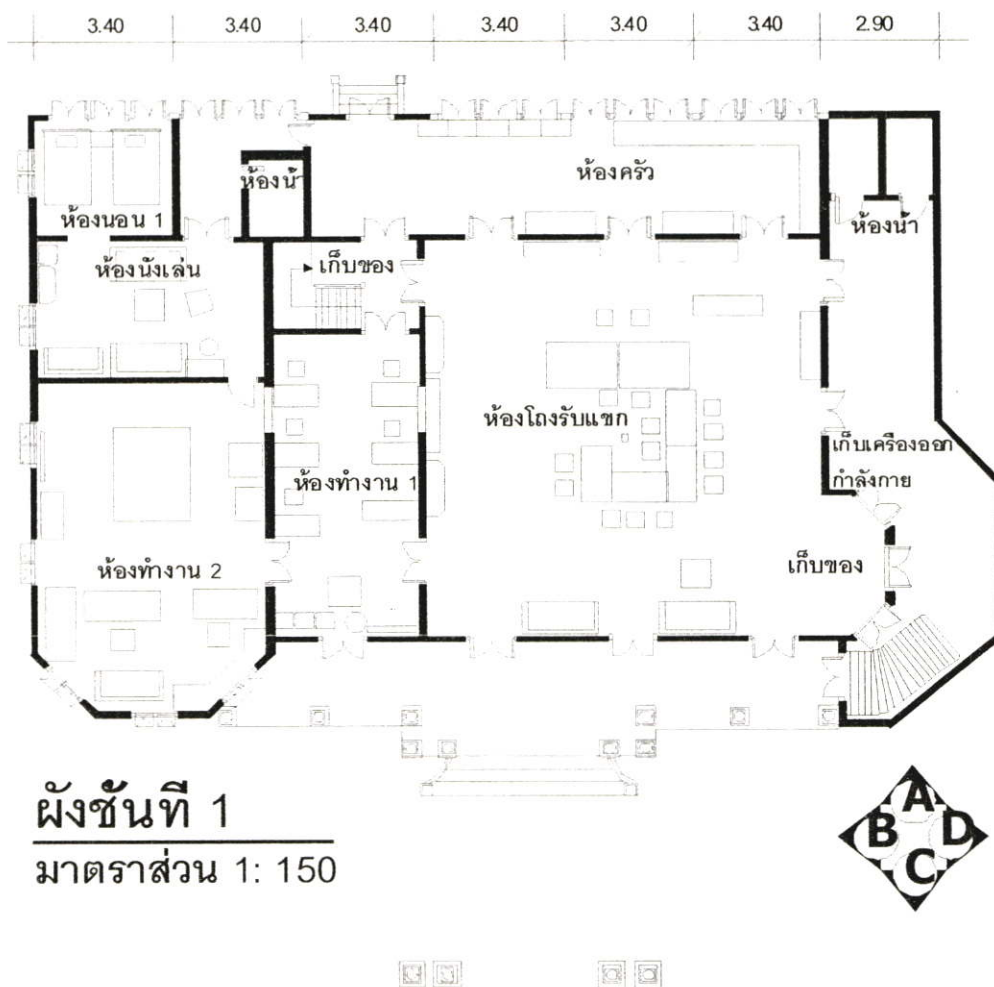 3.40 3.40 3.40 3.40 3.40 3.40 2.90
ห้องครัว
ห้องน้ำ
ห้องนอน 1
ห้องน้ำ
ห้องนั่งเล่น
เก็บของ
ห้องโถงรับแขก
เก็บเครื่องออก
กำลังกาย
ห้องทำงาน 1
ห้องทำงาน 2
เก็บของ
ผังชั้นที่ 1
มาตราส่วน 1: 150
A
B D
C